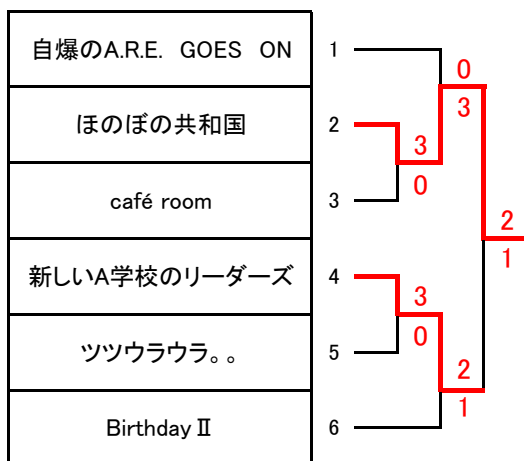 自爆のA.R.E. GOES ON 1
0
3
ほのぼの共和国 2
3
0
café room 3
2
1
新しいA学校のリーダーズ 4
3
0
ツツウラウラ。。 5
2
1
BirthdayⅡ 6